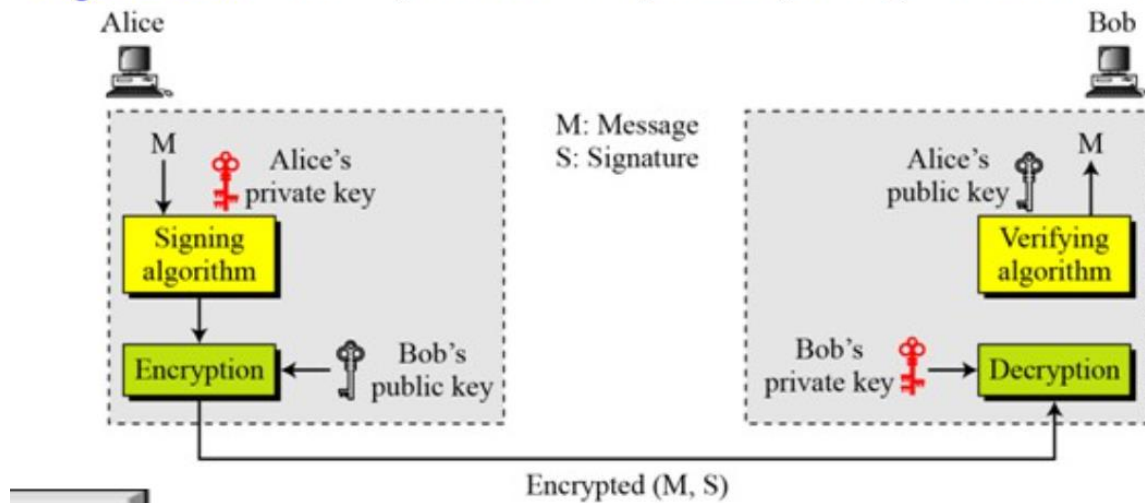 Alice
Bob
M: Message
S: Signature
M
Alice's
private key
Signing
algorithm
Encryption
Bob's
public key
Alice's
public key
M
Verifying
algorithm
Bob's
private key
Decryption
Encrypted (M, S)